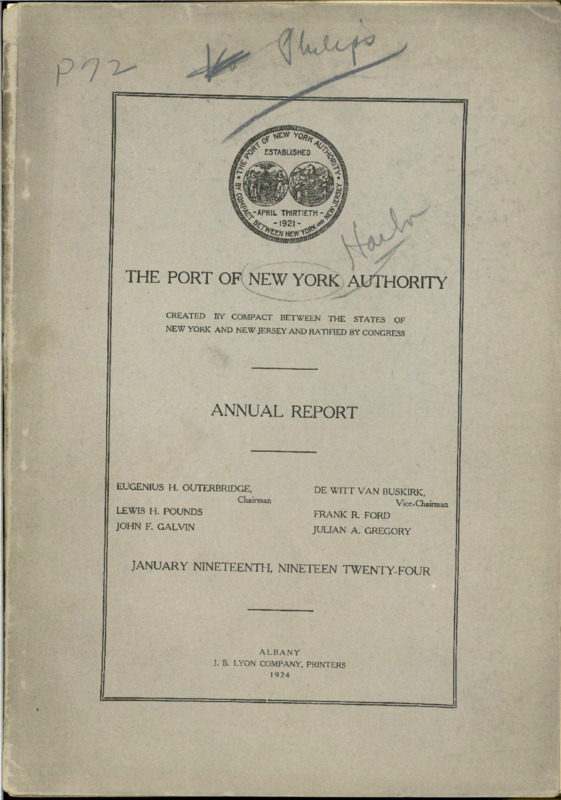 P72
Philips
THE PORT OF NEW YORK AUTHORITY
ESTABLISHED
APRIL THIRTIETH
1921
BY COMPACT BETWEEN NEW YORK AND NEW JERSEY
THE PORT OF NEW YORK AUTHORITY
CREATED BY COMPACT BETWEEN THE STATES OF
NEW YORK AND NEW JERSEY AND RATIFIED BY CONGRESS
ANNUAL REPORT
EUGENIUS H. OUTERBRIDGE,
Chairman
LEWIS H. POUNDS
JOHN F. GALVIN
DE WITT VAN BUSKIRK,
Vice-Chairman
FRANK R. FORD
JULIAN A. GREGORY
JANUARY NINETEENTH, NINETEEN TWENTY-FOUR
ALBANY
J. B. LYON COMPANY, PRINTERS
1924